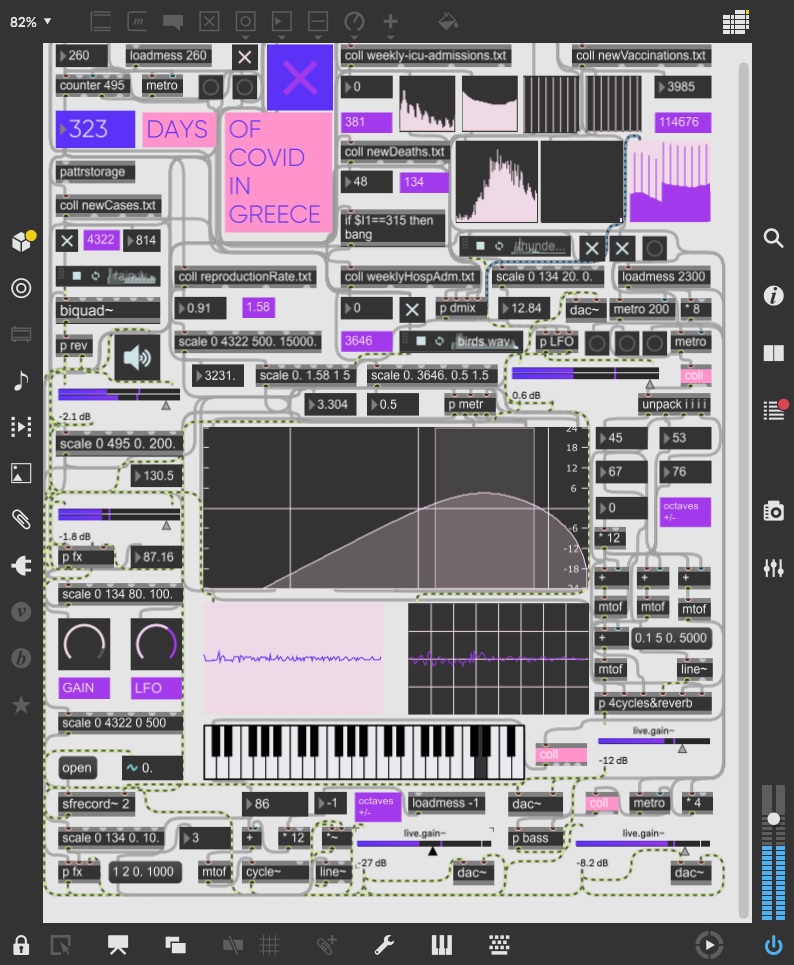 82%
260
loadmess 260
coll weekly-icu-admissions.txt
coll newVaccinations.txt
counter 495
metro
0
3985
323
DAYS
OF
COVID
IN
GREECE
381
114676
coll newDeaths.txt
pattrstorage
48
134
coll newCases.txt
if $i1==315 then
bang
4322
814
coll reproductionRate.txt
coll weeklyHospAdm.txt
scale 0 134 20. 0.
loadmess 2300
biquad~
0.91
1.58
0
p dmix
12.84
dac~
metro 200
* 8
p rev
scale 0 4322 500. 15000.
3646
birds.wav
p LFO
metro
3231.
scale 0. 1.58 1 5
scale 0. 3646. 0.5 1.5
coll
-2.1 dB
3.304
0.5
p metr
0.6 dB
unpack i i i i
scale 0 495 0. 200.
24
18
12
6
-6
-12
-18
45
53
130.5
67
76
-1.8 dB
0
octaves
+/-
p fx
87.16
* 12
scale 0 134 80. 100.
+
+
+
mtof
mtof
mtof
+
0.1 5 0. 5000
GAIN
LFO
mtof
line~
scale 0 4322 0 500
p 4cycles&reverb
live.gain~
coll
-12 dB
open
0.
sfrecord~ 2
86
-1
octaves
+/-
loadmess -1
dac~
coll
metro
* 4
scale 0 134 0. 10.
3
+
* 12
*~
live.gain~
p bass
live.gain~
p fx
1 2 0. 1000
mtof
cycle~
line~
-27 dB
dac~
-8.2 dB
dac~